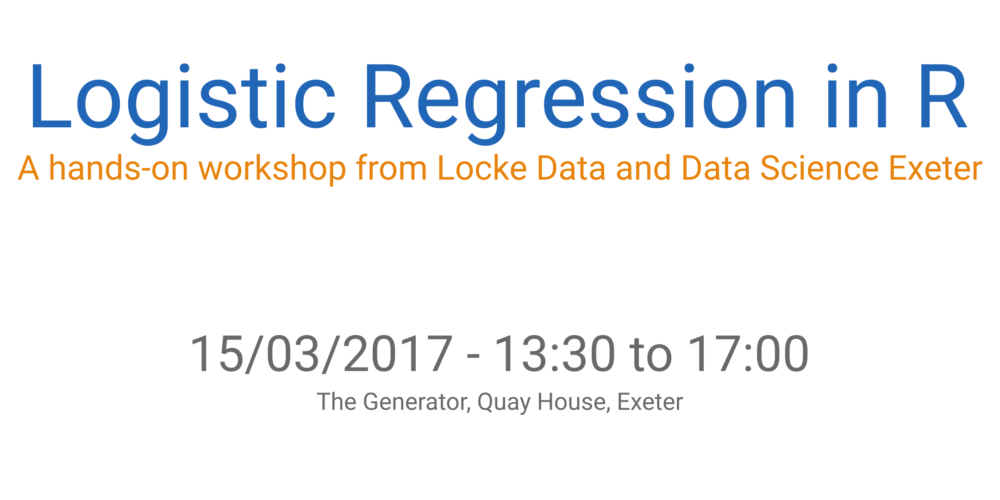 Logistic Regression in R
A hands-on workshop from Locke Data and Data Science Exeter
15/03/2017 - 13:30 to 17:00
The Generator, Quay House, Exeter